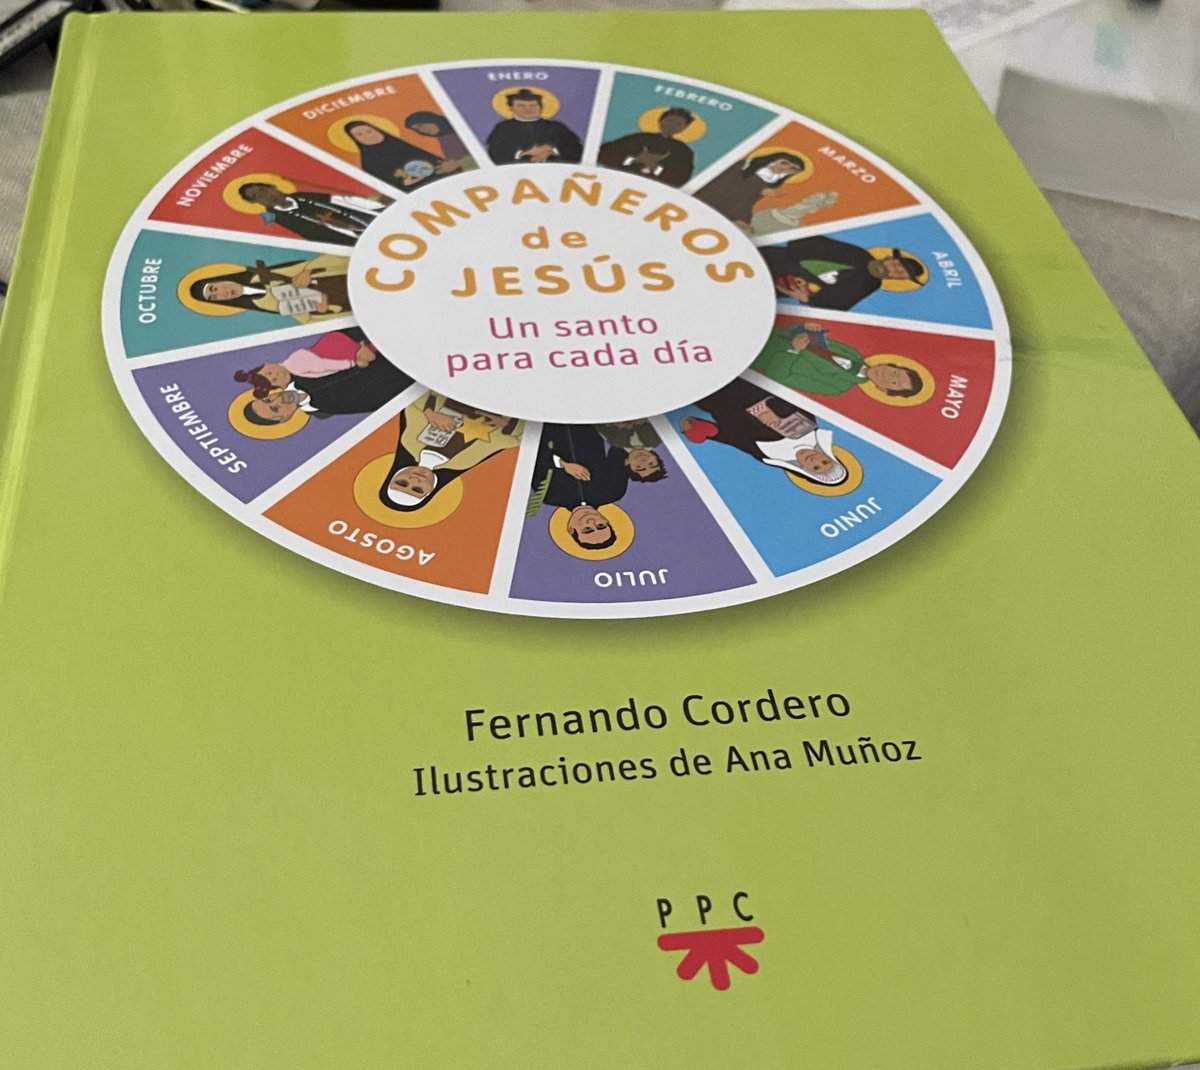 ENERO
FEBRERO
MARZO
ABRIL
MAYO
JUNIO
JULIO
AGOSTO
SEPTIEMBRE
OCTUBRE
NOVIEMBRE
DICIEMBRE
COMPAÑEROS
de
JESÚS
Un santo
para cada día
Fernando Cordero
Ilustraciones de Ana Muñoz
PPC